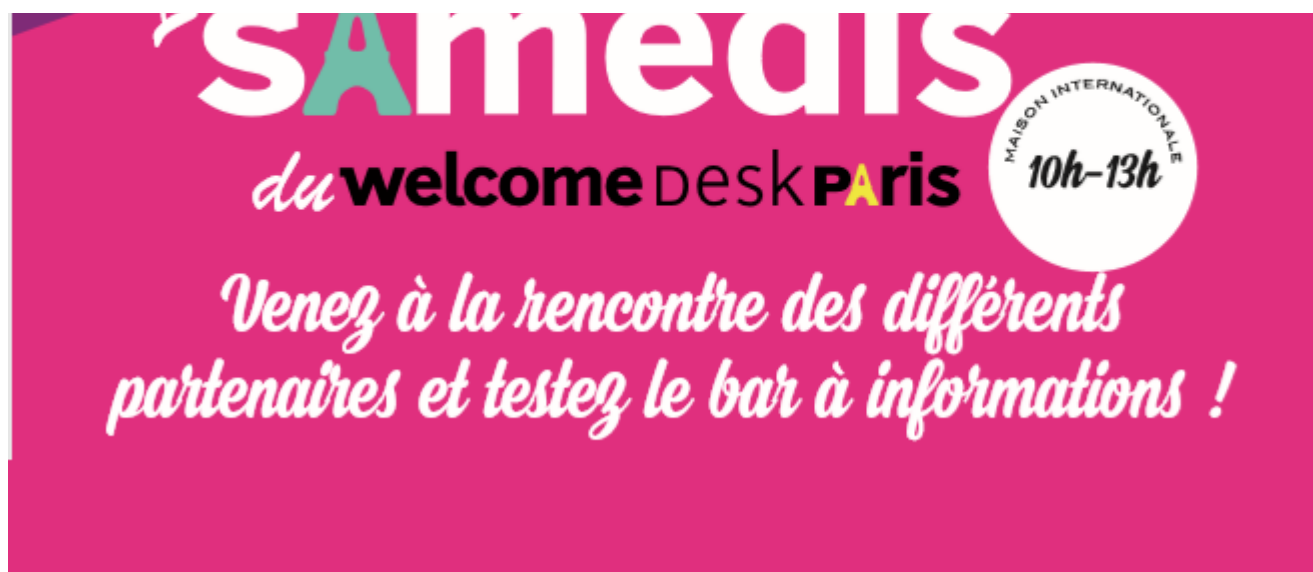 sAmedis
MAISON INTERNATIONALE
10h-13h
du welcome Desk PAris
Venez à la rencontre des différents
partenaires et testez le bar à informations !